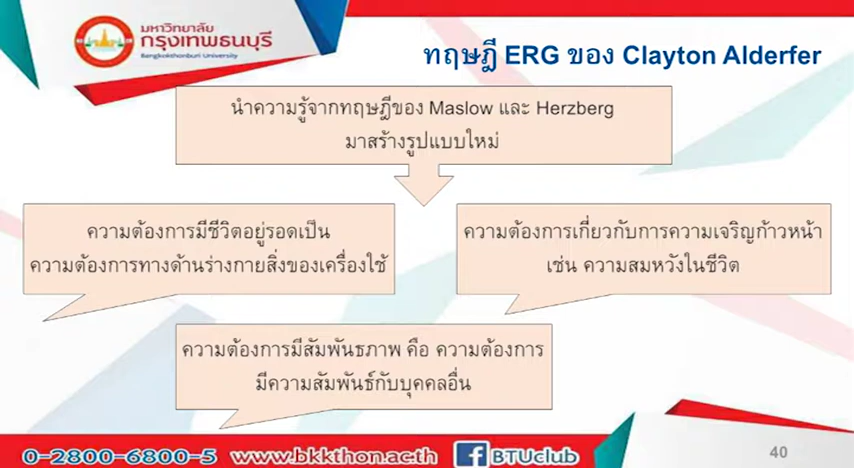 มหาวิทยาลัย
กรุงเทพธนบุรี
Bangkokthonburi University
ทฤษฎี ERG ของ Clayton Alderfer
นำความรู้จากทฤษฎีของ Maslow และ Herzberg
มาสร้างรูปแบบใหม่
ความต้องการมีชีวิตอยู่รอดเป็น
ความต้องการทางด้านร่างกายสิ่งของเครื่องใช้
ความต้องการเกี่ยวกับการความเจริญก้าวหน้า
เช่น ความสมหวังในชีวิต
ความต้องการมีสัมพันธภาพ คือ ความต้องการ
มีความสัมพันธ์กับบุคคลอื่น
0-2800-6800-5 www.bkkthon.ac.th f BTUclub
40